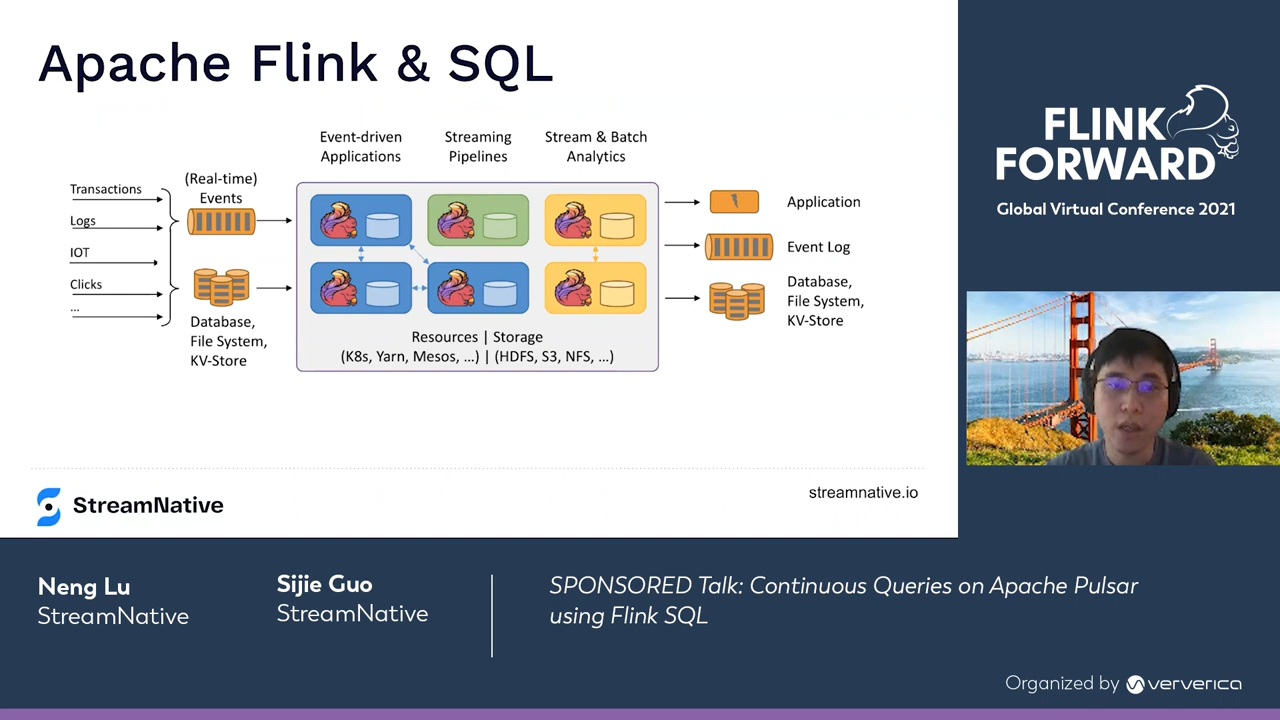 Apache Flink & SQL
Event-driven
Applications
Streaming
Pipelines
Stream & Batch
Analytics
(Real-time)
Events
Transactions
Logs
IOT
Clicks
...
Database,
File System,
KV-Store
Resources | Storage
(K8s, Yarn, Mesos, ...) | (HDFS, S3, NFS, ...)
Application
Event Log
Database,
File System,
KV-Store
StreamNative
streamnative.io
FLINK
FORWARD
Global Virtual Conference 2021
Neng Lu
StreamNative
Sijie Guo
StreamNative
SPONSORED Talk: Continuous Queries on Apache Pulsar
using Flink SQL
Organized by ververica